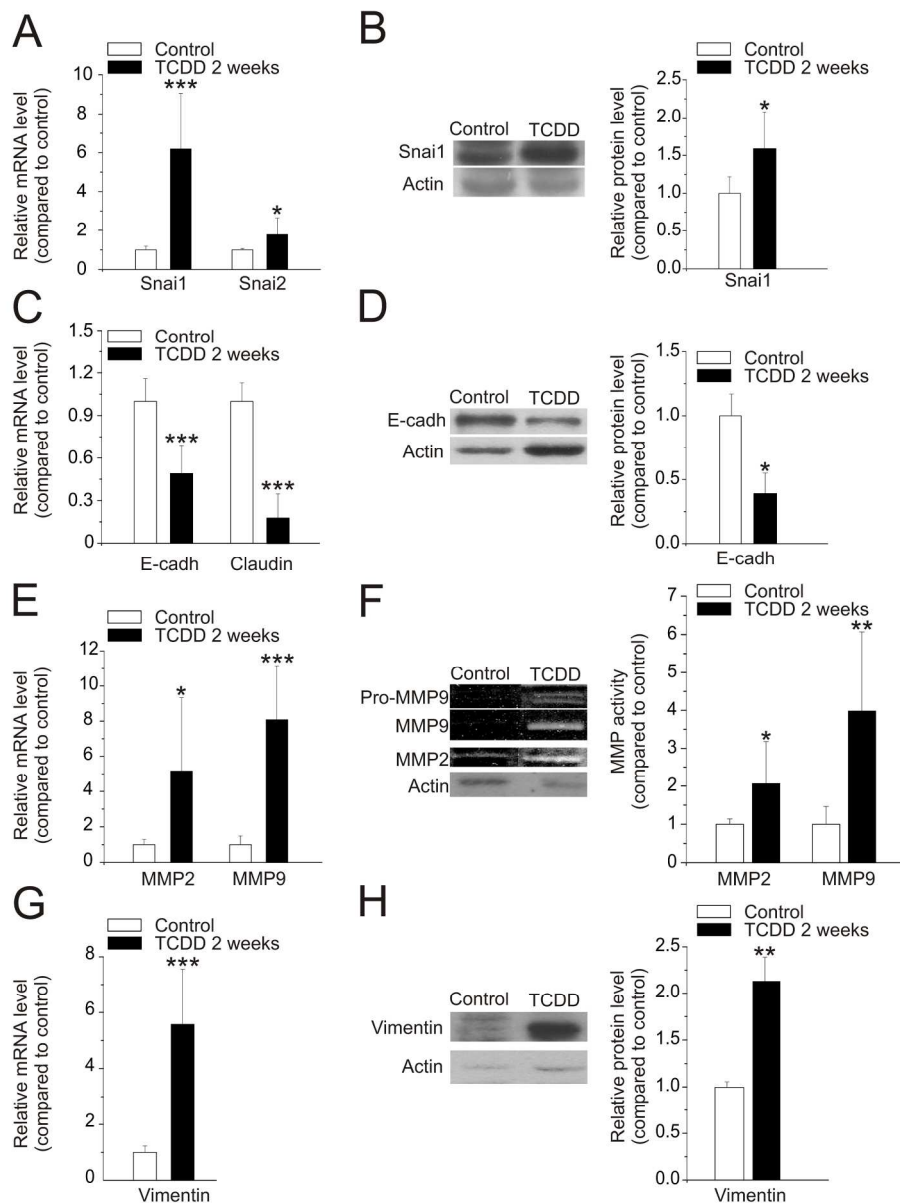 A
Control
TCDD 2 weeks
Relative mRNA level
(compared to control)
10
8
6
4
2
0
***
*
Snai1 Snai2
B
Control TCDD
Snai1
Actin
Control
TCDD 2 weeks
Relative protein level
(compared to control)
2.5
2.0
1.5
1.0
0.5
0.0
*
Snai1
C
Control
TCDD 2 weeks
Relative mRNA level
(compared to control)
1.5
1.2
0.9
0.6
0.3
0
***
***
E-cadh Claudin
D
Control TCDD
E-cadh
Actin
Control
TCDD 2 weeks
Relative protein level
(compared to control)
1.5
1.0
0.5
0.0
*
E-cadh
E
Control
TCDD 2 weeks
Relative mRNA level
(compared to control)
12
10
8
6
4
2
0
*
***
MMP2 MMP9
F
Control TCDD
Pro-MMP9
MMP9
MMP2
Actin
Control
TCDD 2 weeks
MMP activity
(compared to control)
7
6
5
4
3
2
1
0
*
**
MMP2 MMP9
G
Control
TCDD 2 weeks
Relative mRNA level
(compared to control)
8
6
4
2
0
***
Vimentin
H
Control TCDD
Vimentin
Actin
Control
TCDD 2 weeks
Relative protein level
(compared to control)
2.5
2.0
1.5
1.0
0.5
0.0
**
Vimentin